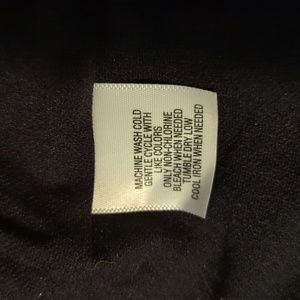 MACHINE WASH COLD
GENTLE CYCLE WITH
LIKE COLORS
ONLY NON-CHLORINE
BLEACH WHEN NEEDED
TUMBLE DRY LOW
COOL IRON WHEN NEEDED